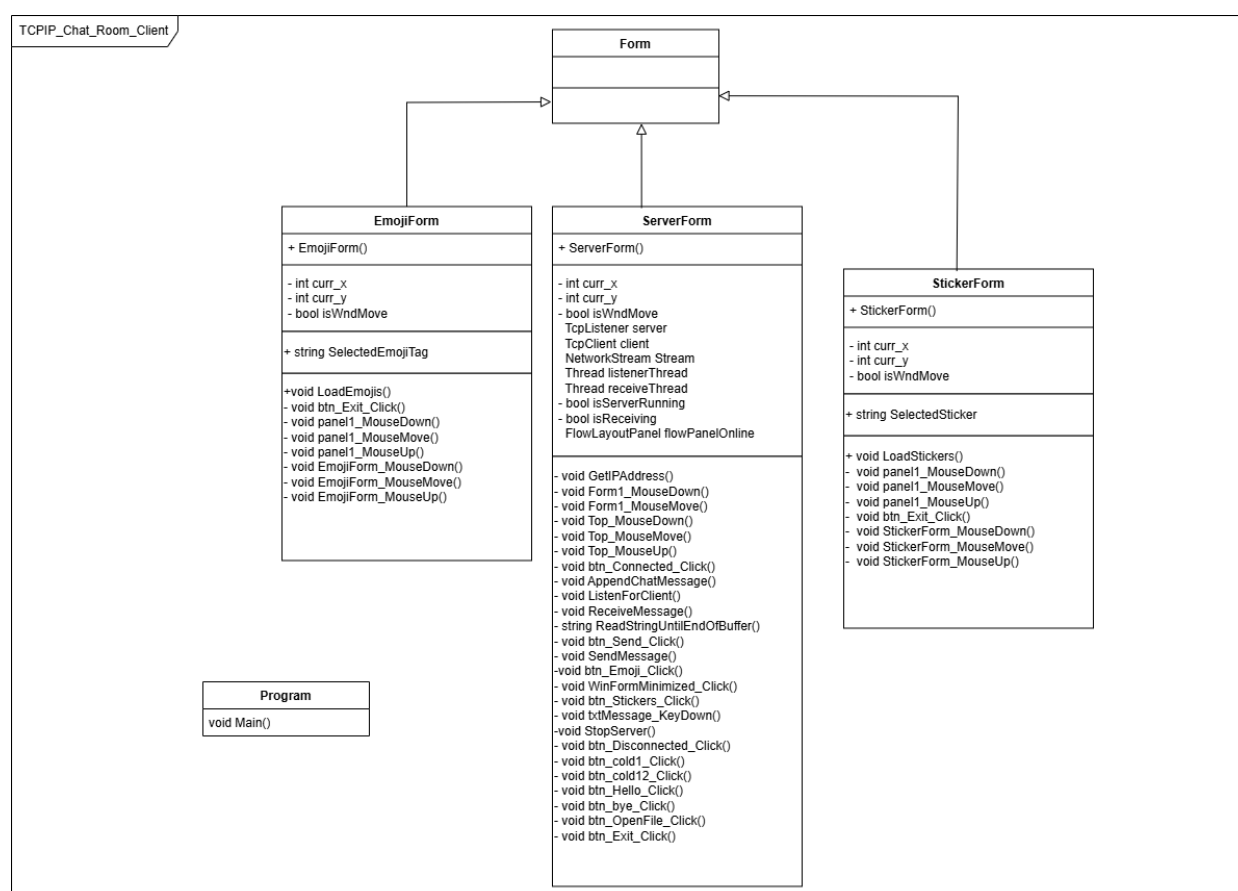 TCPIP_Chat_Room_Client
Form
EmojiForm
+ EmojiForm()
- int curr_x
- int curr_y
- bool isWndMove
+ string SelectedEmojiTag
+void LoadEmojis()
- void btn_Exit_Click()
- void panel1_MouseDown()
- void panel1_MouseMove()
- void panel1_MouseUp()
- void EmojiForm_MouseDown()
- void EmojiForm_MouseMove()
- void EmojiForm_MouseUp()
ServerForm
+ ServerForm()
- int curr_x
- int curr_y
- bool isWndMove
TcpListener server
TcpClient client
NetworkStream Stream
Thread listenerThread
Thread receiveThread
- bool isServerRunning
- bool isReceiving
FlowLayoutPanel flowPanelOnline
- void GetIPAddress()
- void Form1_MouseDown()
- void Form1_MouseMove()
- void Top_MouseDown()
- void Top_MouseMove()
- void Top_MouseUp()
- void btn_Connected_Click()
- void AppendChatMessage()
- void ListenForClient()
- void ReceiveMessage()
- string ReadStringUntilEndOfBuffer()
- void btn_Send_Click()
- void SendMessage()
-void btn_Emoji_Click()
- void WinFormMinimized_Click()
- void btn_Stickers_Click()
- void txtMessage_KeyDown()
-void StopServer()
- void btn_Disconnected_Click()
- void btn_cold1_Click()
- void btn_cold12_Click()
- void btn_Hello_Click()
- void btn_bye_Click()
- void btn_OpenFile_Click()
- void btn_Exit_Click()
StickerForm
+ StickerForm()
- int curr_x
- int curr_y
- bool isWndMove
+ string SelectedSticker
+ void LoadStickers()
- void panel1_MouseDown()
- void panel1_MouseMove()
- void panel1_MouseUp()
- void btn_Exit_Click()
- void StickerForm_MouseDown()
- void StickerForm_MouseMove()
- void StickerForm_MouseUp()
Program
void Main()